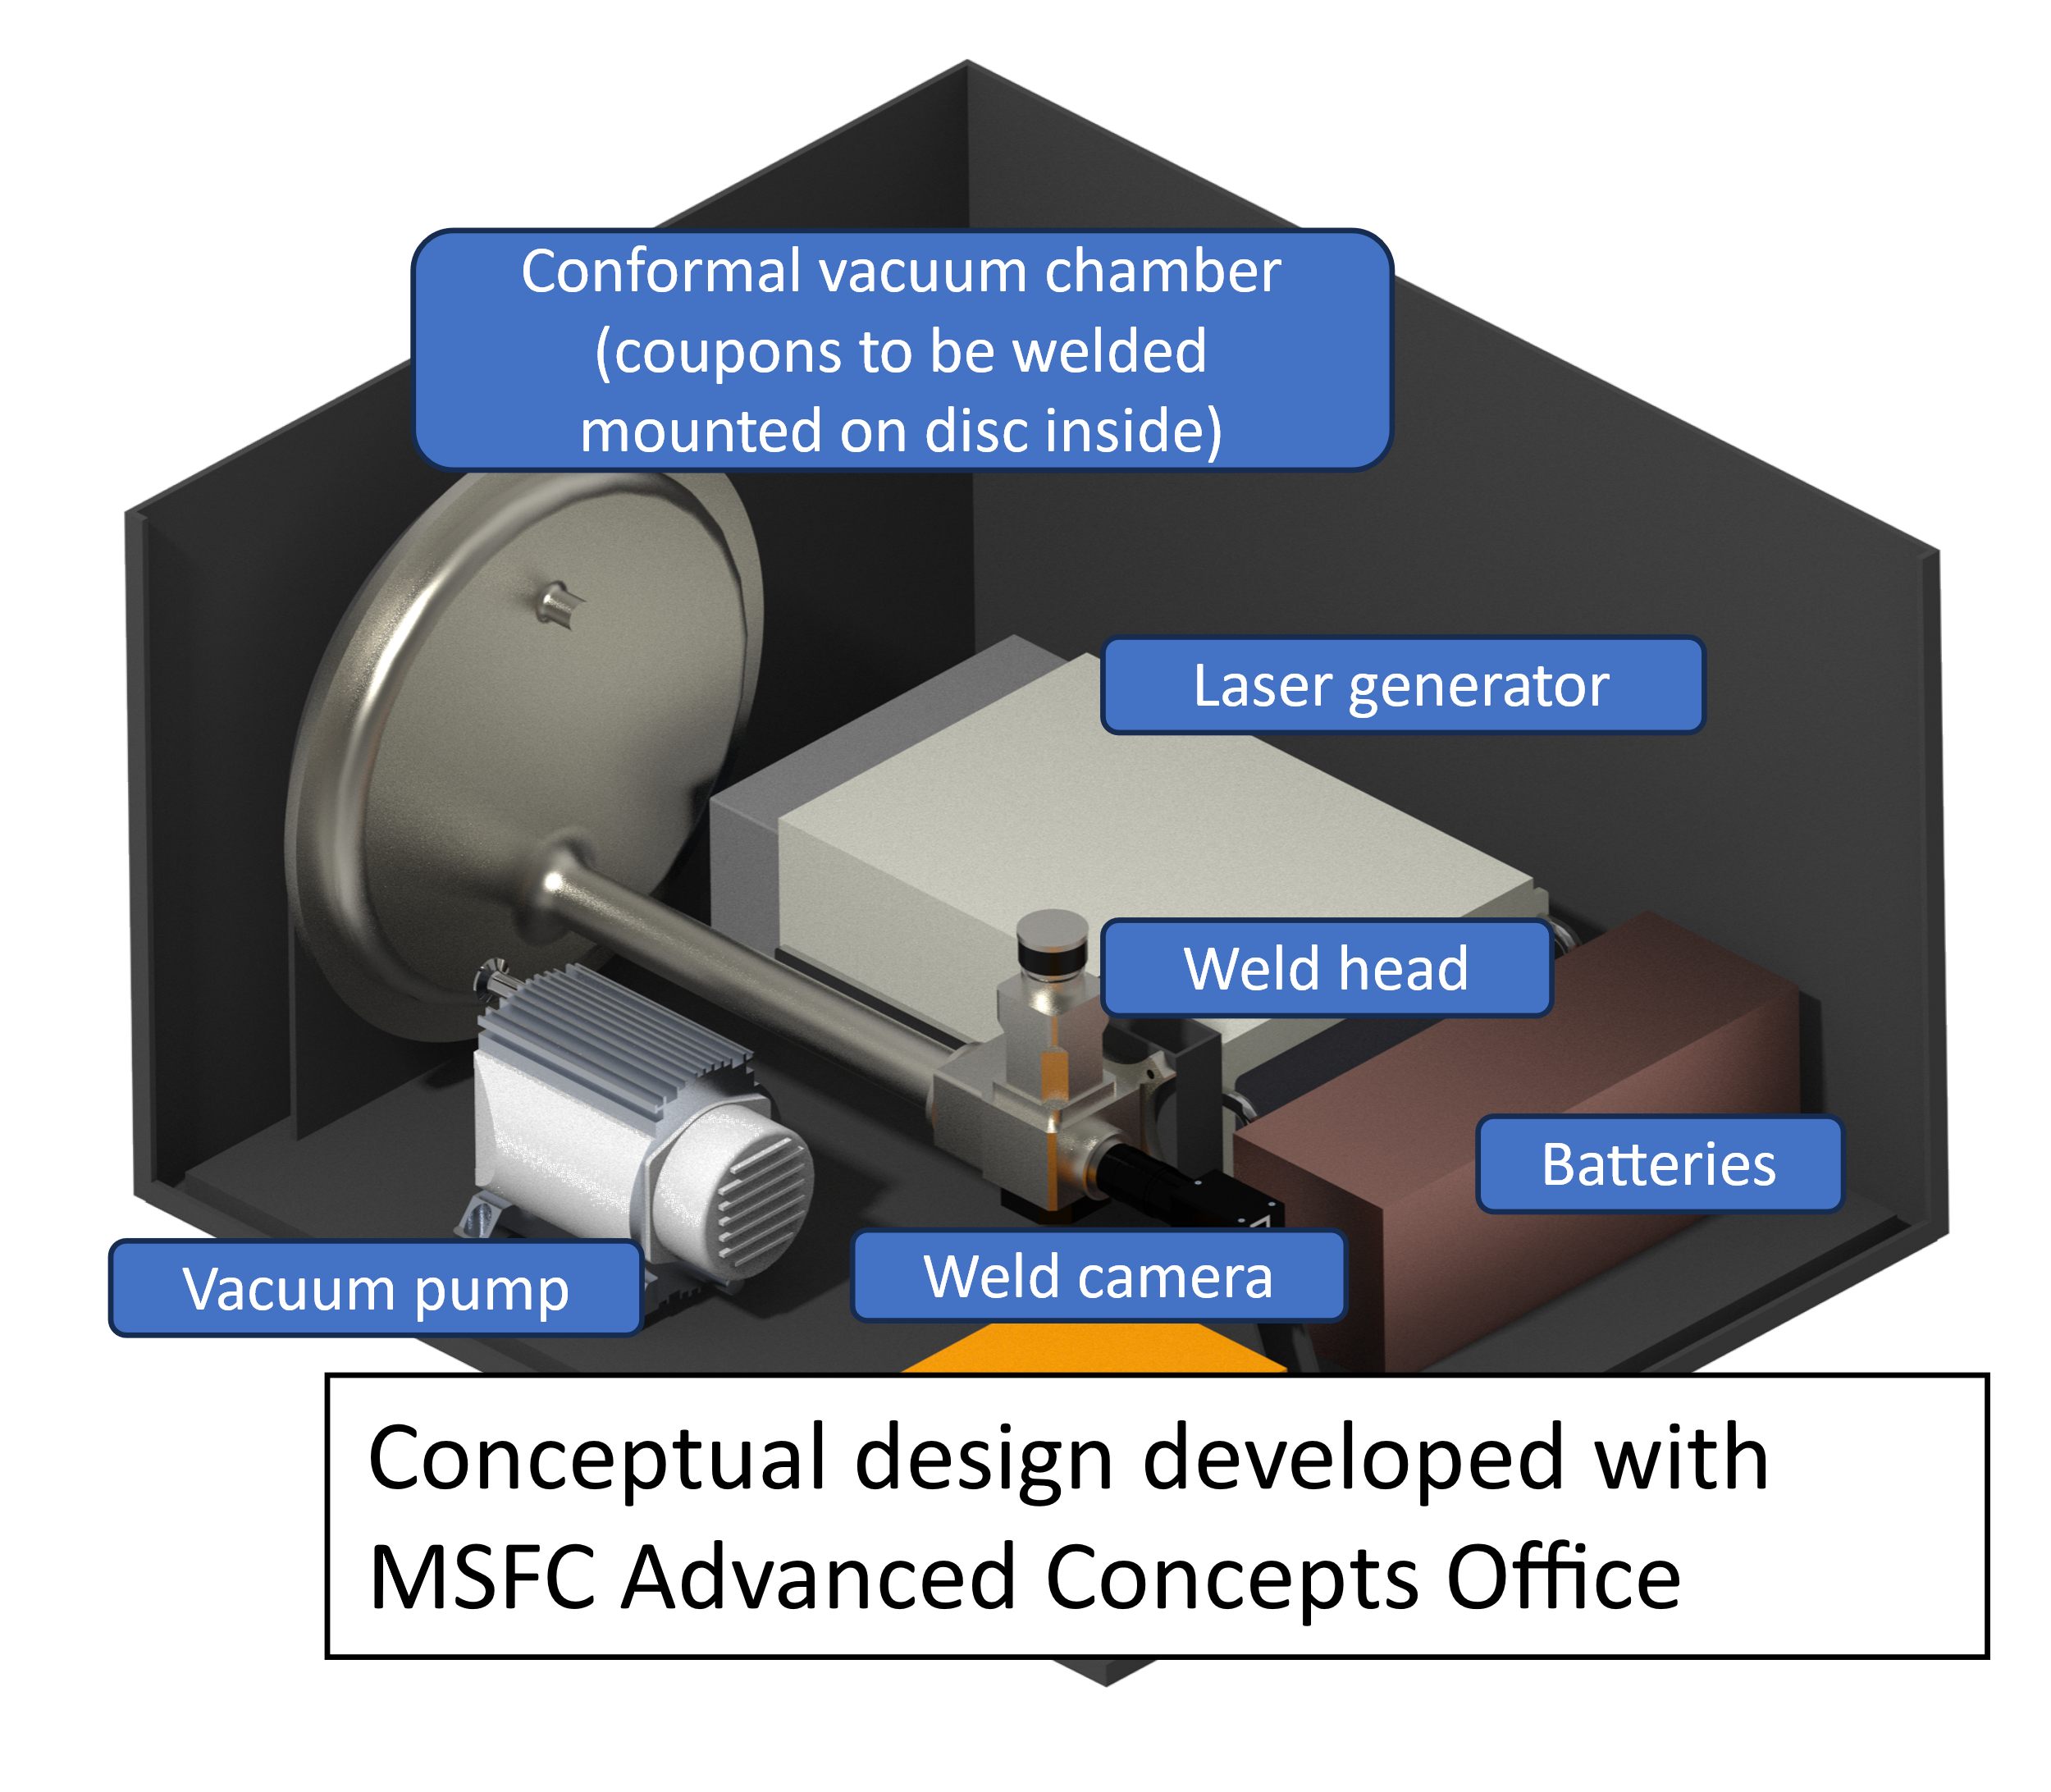 Conformal vacuum chamber
(coupons to be welded
mounted on disc inside)
Laser generator
Weld head
Batteries
Weld camera
Vacuum pump
Conceptual design developed with
MSFC Advanced Concepts Office